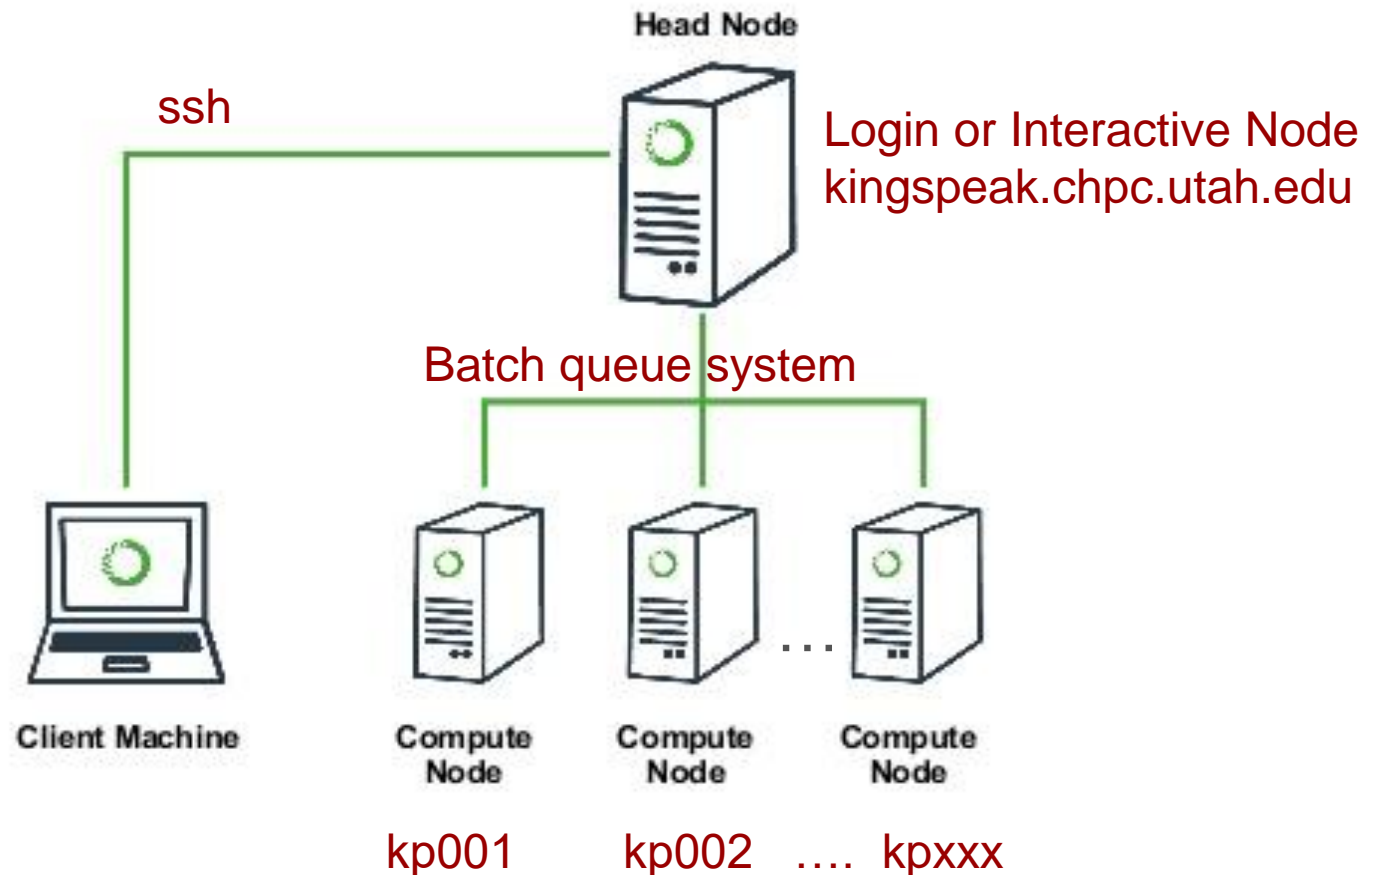 Head Node
ssh
Login or Interactive Node
kingspeak.chpc.utah.edu
Batch queue system
...
Client Machine
Compute
Node
Compute
Node
Compute
Node
kp001 kp002 .... kpxxx